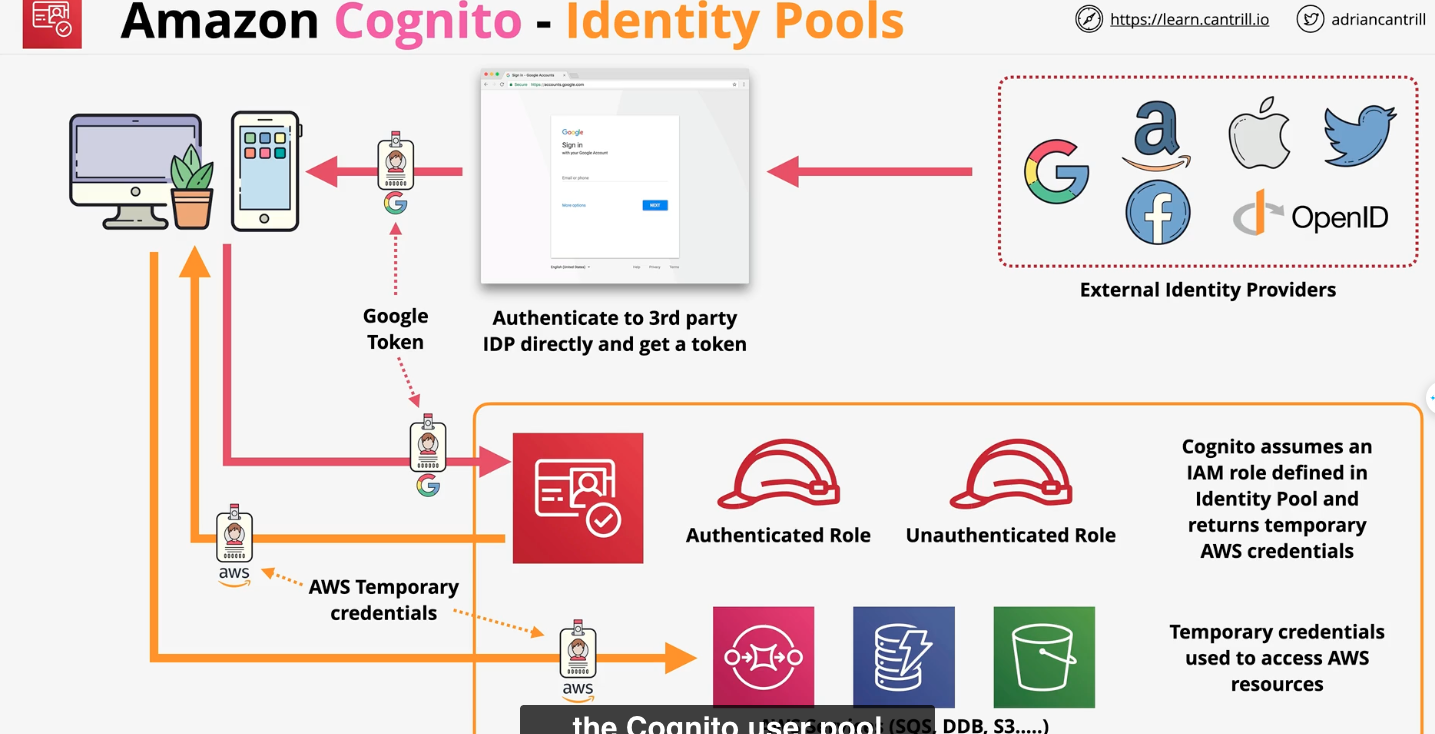 Amazon Cognito - Identity Pools
https://learn.cantrill.io
adriancantrill
Sign in - Google Accounts
Secure
https://accounts.google.com
Google
Sign in
with your Google Account
Email or phone
More options
NEXT
English (United States)
Help
Privacy
Terms
OpenID
External Identity Providers
Google
Token
Authenticate to 3rd party
IDP directly and get a token
Authenticated Role
Unauthenticated Role
Cognito assumes an
IAM role defined in
Identity Pool and
returns temporary
AWS credentials
aws
AWS Temporary
credentials
aws
Temporary credentials
used to access AWS
resources
(SQS, DDB, S3.....)
the Cognito user pool